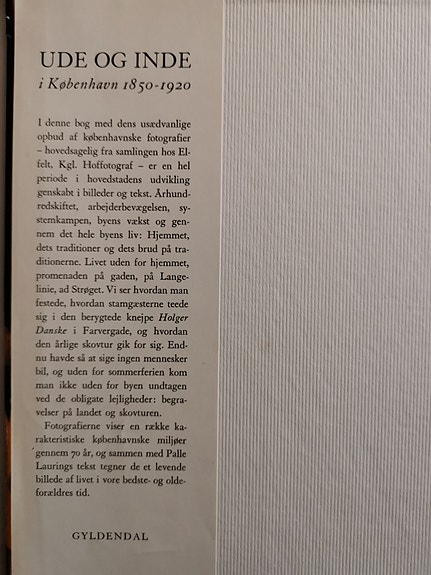 UDE OG INDE
i København 1850-1920
I denne bog med dens usædvanlige
opbud af københavnske fotografier
– hovedsagelig fra samlingen hos El-
felt, Kgl. Hoffotograf – er en hel
periode i hovedstadens udvikling
genskabt i billeder og tekst. Århund-
redskiftet, arbejderbevægelsen, sy-
stemkampen, byens vækst og gen-
nem det hele byens liv: Hjemmet,
dets traditioner og dets brud på tra-
ditionerne. Livet uden for hjemmet,
promenaden på gaden, på Lange-
linie, ad Strøget. Vi ser hvordan man
festede, hvordan stamgæsterne teede
sig i den berygtede knejpe Holger
Danske i Farvergade, og hvordan
den årlige skovtur gik for sig. End-
nu havde så at sige ingen mennesker
bil, og uden for sommerferien kom
man ikke uden for byen undtagen
ved de obligate lejligheder: begra-
velser på landet og skovturen.
Fotografierne viser en række ka-
rakteristiske københavnske miljøer
gennem 70 år, og sammen med Palle
Laurings tekst tegner de et levende
billede af livet i vore bedste- og olde-
forældres tid.
GYLDENDAL